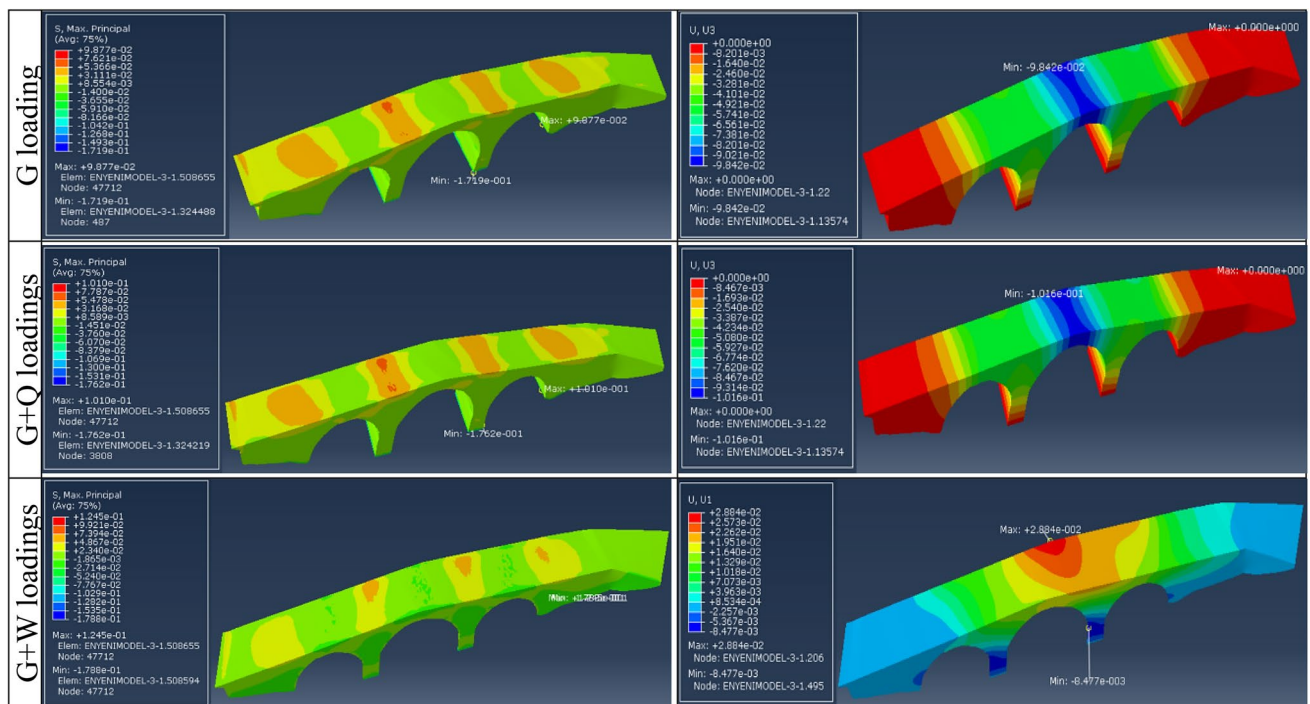 G loading
S, Max. Principal
(Avg: 75%)
+9.877e-02
+7.621e-02
+5.366e-02
+3.111e-02
+8.554e-03
-1.400e-02
-3.655e-02
-5.910e-02
-8.166e-02
-1.042e-01
-1.268e-01
-1.493e-01
-1.719e-01
Max: +9.877e-02
Elem: ENYENIMODEL-3-1.508655
Node: 47712
Min: -1.719e-01
Elem: ENYENIMODEL-3-1.324488
Node: 487
Max: +9.877e-002
Min: -1.719e-001
U, U3
+0.000e+00
-8.201e-03
-1.640e-02
-2.460e-02
-3.281e-02
-4.101e-02
-4.921e-02
-5.741e-02
-6.561e-02
-7.381e-02
-8.201e-02
-9.021e-02
-9.842e-02
Max: +0.000e+00
Node: ENYENIMODEL-3-1.22
Min: -9.842e-02
Node: ENYENIMODEL-3-1.13574
Max: +0.000e+000
Min: -9.842e-002
G+Q loadings
S, Max. Principal
(Avg: 75%)
+1.010e-01
+7.787e-02
+5.478e-02
+3.168e-02
+8.589e-03
-1.451e-02
-3.760e-02
-6.070e-02
-8.379e-02
-1.069e-01
-1.300e-01
-1.531e-01
-1.762e-01
Max: +1.010e-01
Elem: ENYENIMODEL-3-1.508655
Node: 47712
Min: -1.762e-01
Elem: ENYENIMODEL-3-1.324219
Node: 3808
Max: +1.010e-001
Min: -1.762e-001
U, U3
+0.000e+00
-8.467e-03
-1.693e-02
-2.540e-02
-3.387e-02
-4.234e-02
-5.080e-02
-5.927e-02
-6.774e-02
-7.620e-02
-8.467e-02
-9.314e-02
-1.016e-01
Max: +0.000e+00
Node: ENYENIMODEL-3-1.22
Min: -1.016e-01
Node: ENYENIMODEL-3-1.13574
Max: +0.000e+000
Min: -1.016e-001
G+W loadings
S, Max. Principal
(Avg: 75%)
+1.245e-01
+9.921e-02
+7.394e-02
+4.867e-02
+2.340e-02
-1.865e-03
-2.714e-02
-5.240e-02
-7.767e-02
-1.029e-01
-1.282e-01
-1.535e-01
-1.788e-01
Max: +1.245e-01
Elem: ENYENIMODEL-3-1.508655
Node: 47712
Min: -1.788e-01
Elem: ENYENIMODEL-3-1.508594
Node: 47712
U, U1
+2.884e-02
+2.573e-02
+2.262e-02
+1.951e-02
+1.640e-02
+1.329e-02
+1.018e-02
+7.073e-03
+3.963e-03
+8.534e-04
-2.257e-03
-5.367e-03
-8.477e-03
Max: +2.884e-02
Node: ENYENIMODEL-3-1.206
Min: -8.477e-03
Node: ENYENIMODEL-3-1.495
Max: +2.884e-002
Min: -8.477e-003